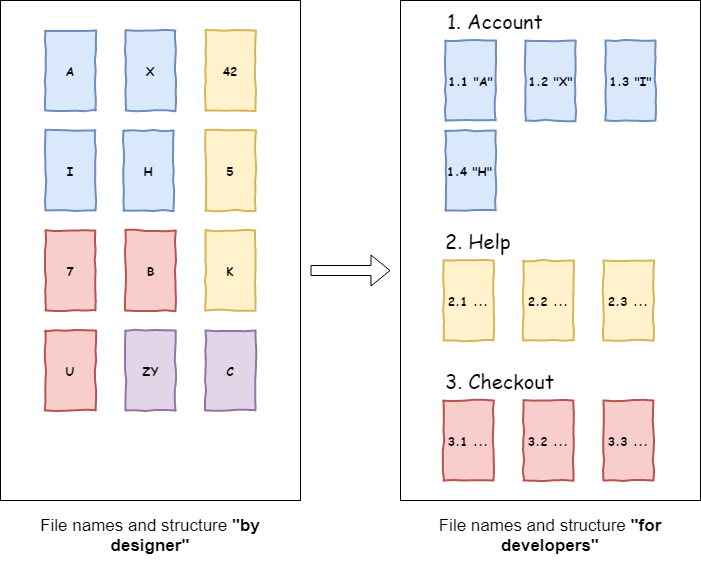 A X 42
I H 5
7 B K
U ZY C
File names and structure "by
designer"
1. Account
1.1 "A" 1.2 "X" 1.3 "I"
1.4 "H"
2. Help
2.1 ... 2.2 ... 2.3 ...
3. Checkout
3.1 ... 3.2 ... 3.3 ...
File names and structure "for
developers"